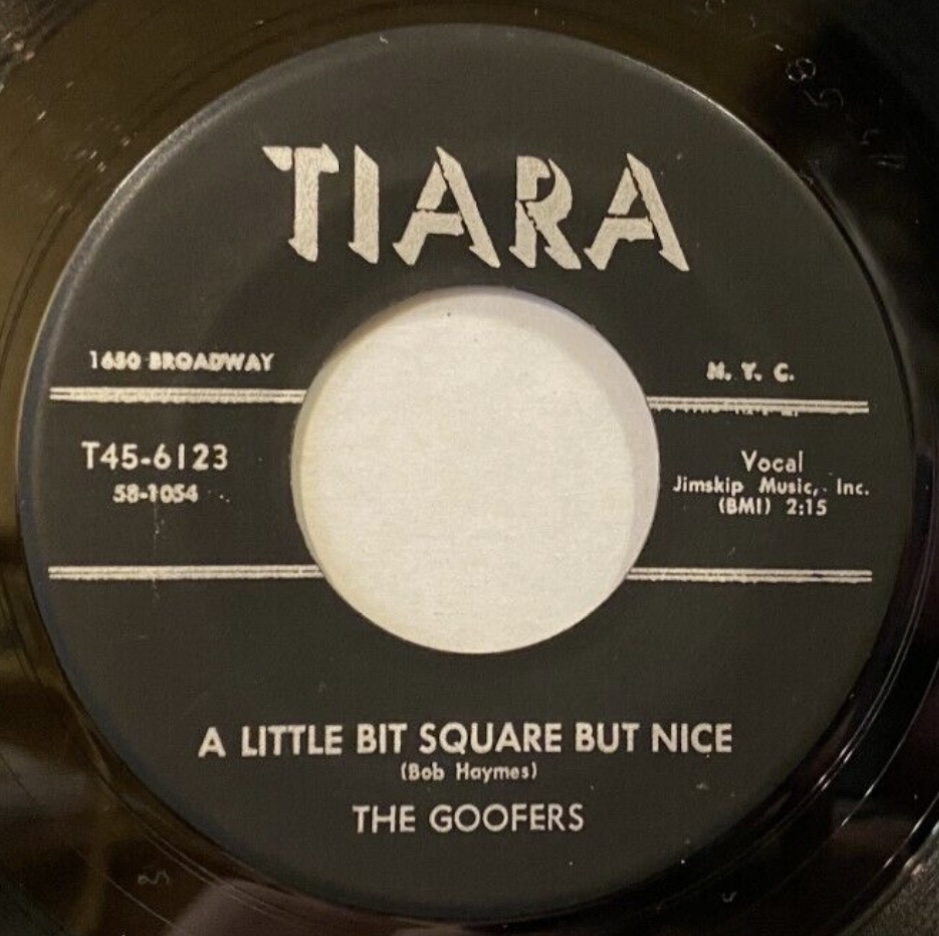 TIARA
1650 BROADWAY
N. Y. C.
T45-6123
58-1054
Vocal
Jimskip Music, Inc.
(BMI) 2:15
A LITTLE BIT SQUARE BUT NICE
(Bob Haymes)
THE GOOFERS